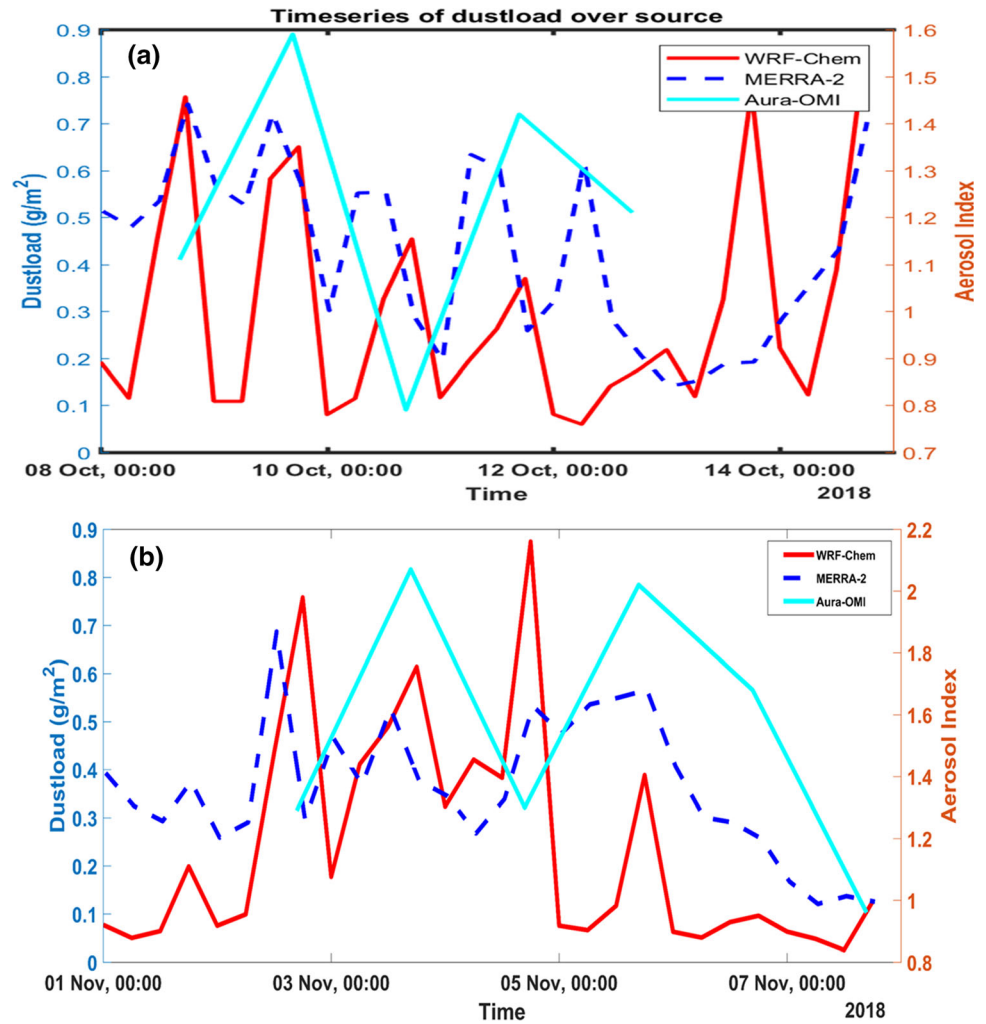 Timeseries of dustload over source
(a)
WRF-Chem
MERRA-2
Aura-OMI
0.9
0.8
0.7
0.6
0.5
0.4
0.3
0.2
0.1
0
Dustload (g/m²)
1.6
1.5
1.4
1.3
1.2
1.1
1
0.9
0.8
0.7
Aerosol Index
08 Oct, 00:00 10 Oct, 00:00 12 Oct, 00:00 14 Oct, 00:00
Time
2018
(b)
WRF-Chem
MERRA-2
Aura-OMI
0.9
0.8
0.7
0.6
0.5
0.4
0.3
0.2
0.1
0
Dustload (g/m²)
2.2
2
1.8
1.6
1.4
1.2
1
0.8
Aerosol Index
01 Nov, 00:00 03 Nov, 00:00 05 Nov, 00:00 07 Nov, 00:00
Time
2018